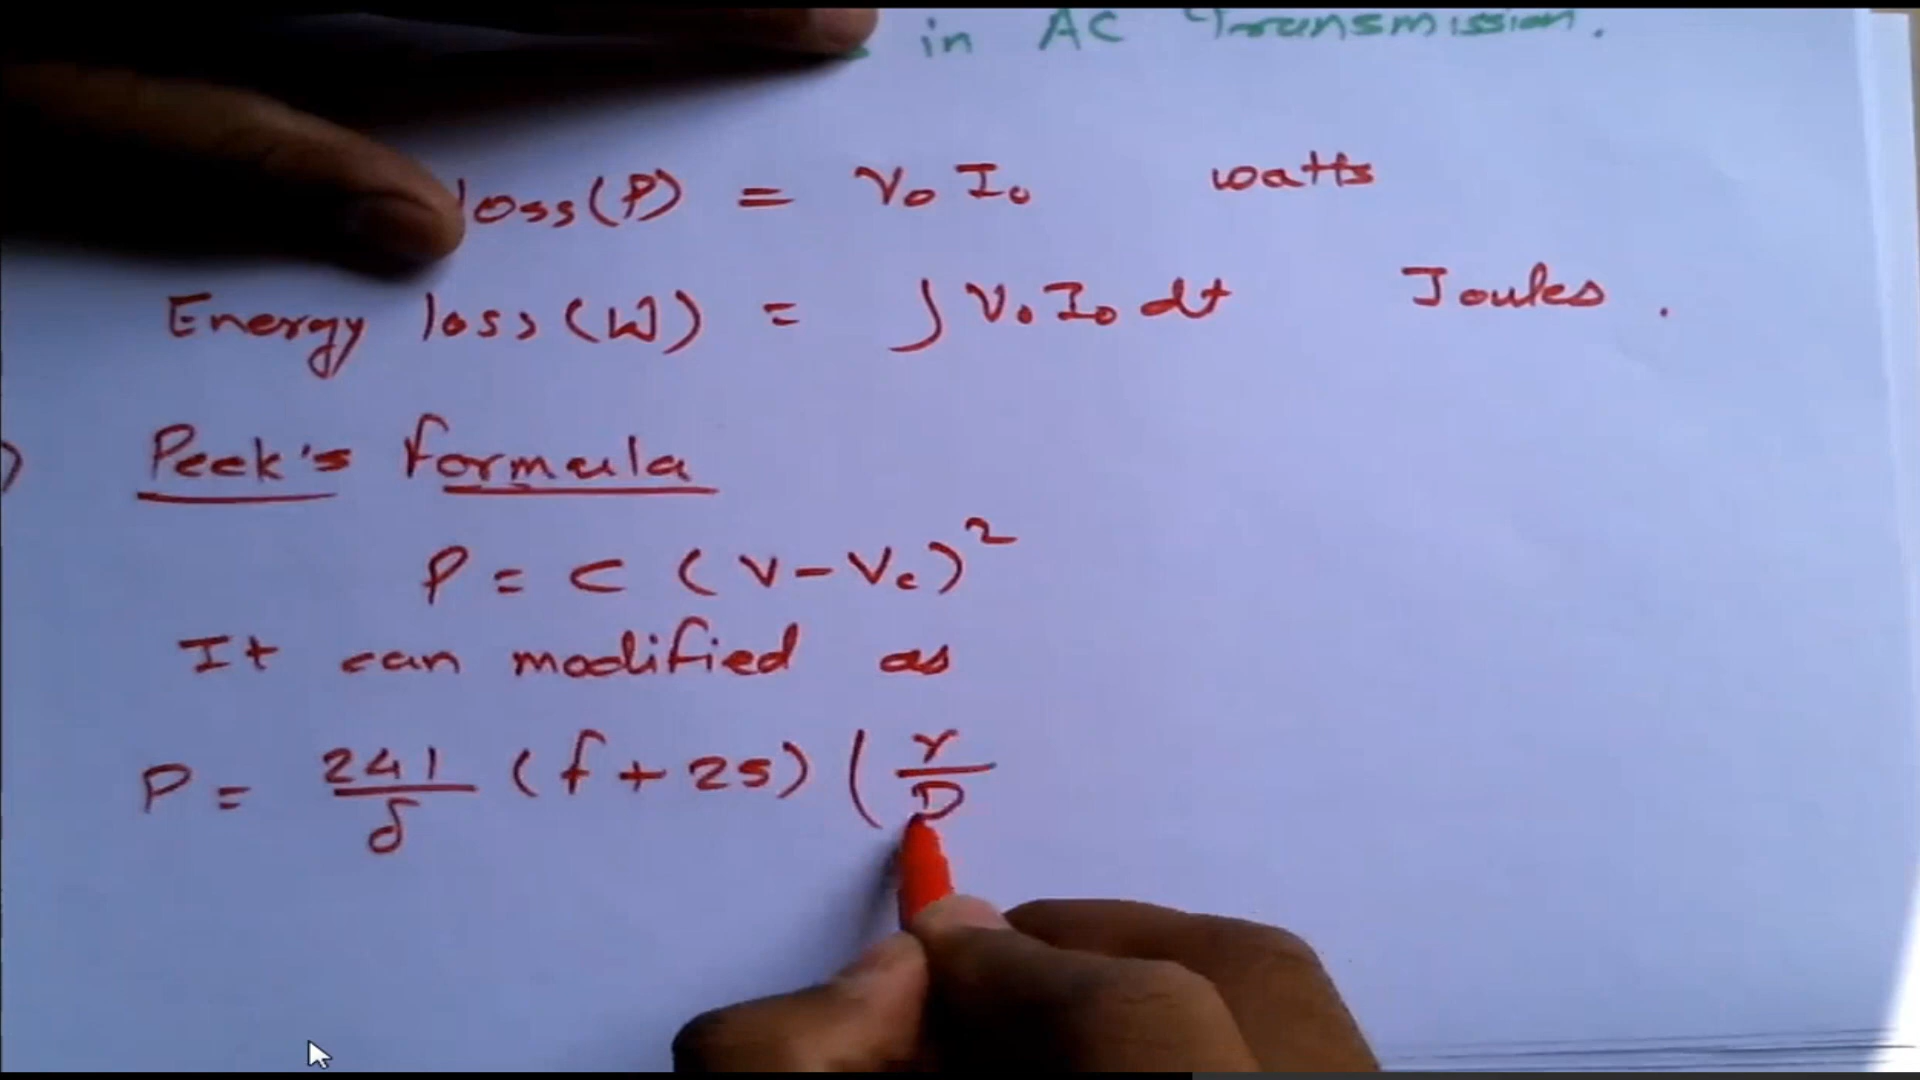 in AC Transmission.
loss(P) = V₀ I₀ watts
Energy loss(W) = ∫ V₀ I₀ dt Joules.
) Peek's Formula
P = C (V-Vc)²
It can modified as
P = 241/δ (f + 25) (r/D